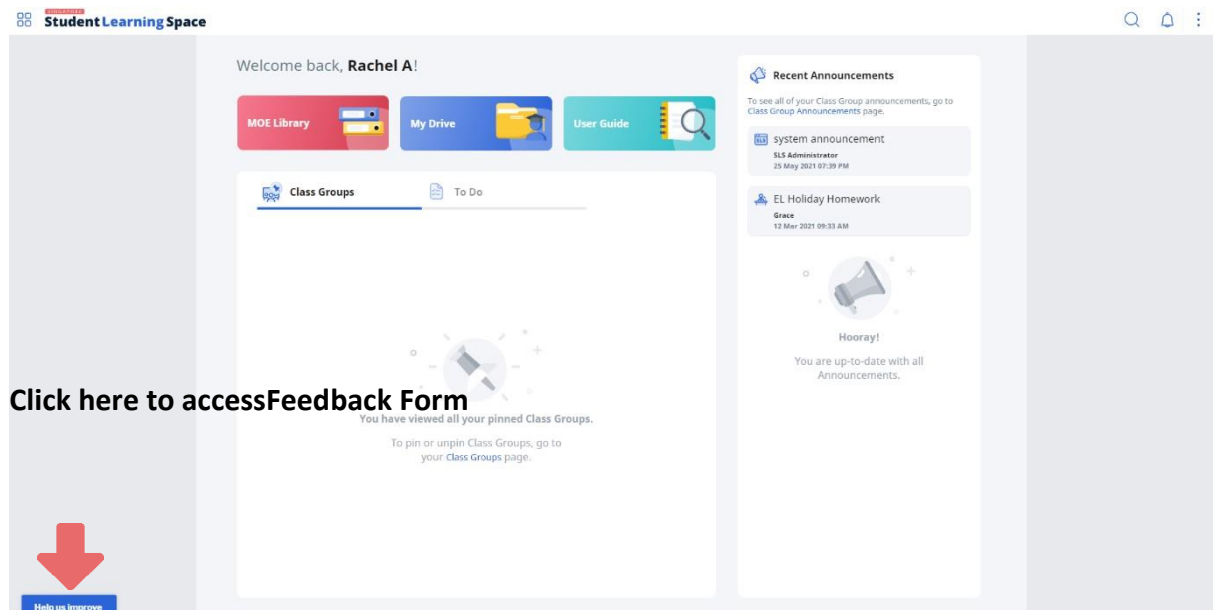 SINGAPORE
Student Learning Space
Welcome back, Rachel A!
MOE Library
My Drive
User Guide
Class Groups
To Do
You have viewed all your pinned Class Groups.
To pin or unpin Class Groups, go to
your Class Groups page.
Recent Announcements
To see all of your Class Group announcements, go to
Class Group Announcements page.
SLS
system announcement
SLS Administrator
25 May 2021 07:39 PM
EL Holiday Homework
Grace
12 Mar 2021 09:33 AM
Hooray!
You are up-to-date with all
Announcements.
Click here to accessFeedback Form
Help us improve